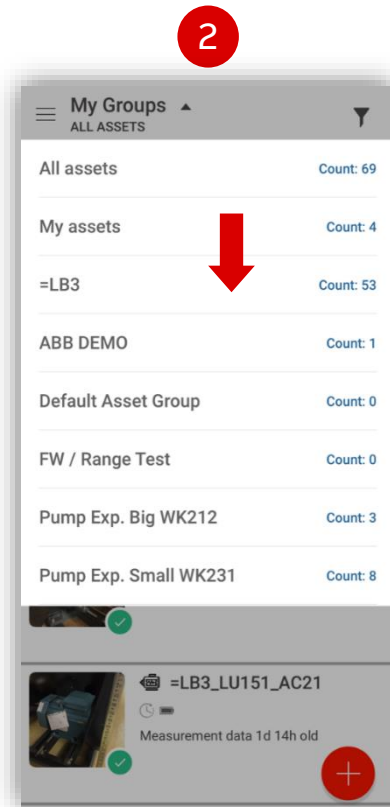 2
My Groups
ALL ASSETS
All assets Count: 69
My assets Count: 4
=LB3 Count: 53
ABB DEMO Count: 1
Default Asset Group Count: 0
FW / Range Test Count: 0
Pump Exp. Big WK212 Count: 3
Pump Exp. Small WK231 Count: 8
=LB3_LU151_AC21
Measurement data 1d 14h old